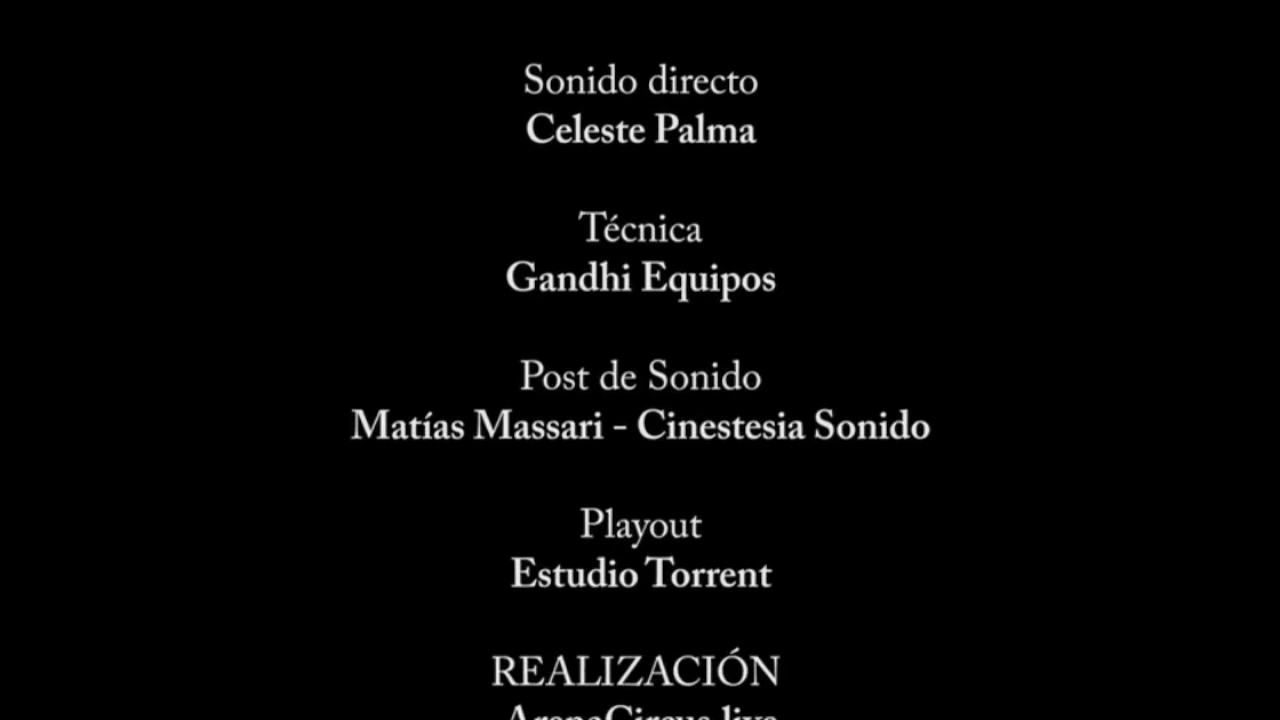 Sonido directo
Celeste Palma
Técnica
Gandhi Equipos
Post de Sonido
Matías Massari - Cinestesia Sonido
Playout
Estudio Torrent
REALIZACIÓN